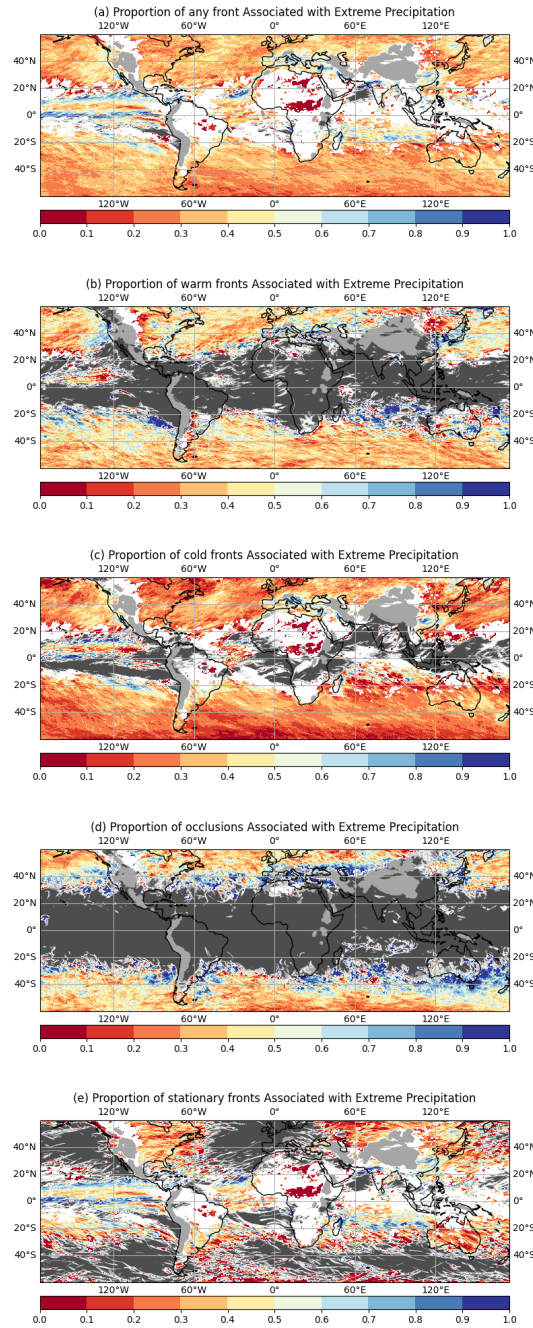 (a) Proportion of any front Associated with Extreme Precipitation
120°W 60°W 0° 60°E 120°E
40°N 40°N
20°N 20°N
0° 0°
20°S 20°S
40°S 40°S
120°W 60°W 0° 60°E 120°E
0.0 0.1 0.2 0.3 0.4 0.5 0.6 0.7 0.8 0.9 1.0
(b) Proportion of warm fronts Associated with Extreme Precipitation
120°W 60°W 0° 60°E 120°E
40°N 40°N
20°N 20°N
0° 0°
20°S 20°S
40°S 40°S
120°W 60°W 0° 60°E 120°E
0.0 0.1 0.2 0.3 0.4 0.5 0.6 0.7 0.8 0.9 1.0
(c) Proportion of cold fronts Associated with Extreme Precipitation
120°W 60°W 0° 60°E 120°E
40°N 40°N
20°N 20°N
0° 0°
20°S 20°S
40°S 40°S
120°W 60°W 0° 60°E 120°E
0.0 0.1 0.2 0.3 0.4 0.5 0.6 0.7 0.8 0.9 1.0
(d) Proportion of occlusions Associated with Extreme Precipitation
120°W 60°W 0° 60°E 120°E
40°N 40°N
20°N 20°N
0° 0°
20°S 20°S
40°S 40°S
120°W 60°W 0° 60°E 120°E
0.0 0.1 0.2 0.3 0.4 0.5 0.6 0.7 0.8 0.9 1.0
(e) Proportion of stationary fronts Associated with Extreme Precipitation
120°W 60°W 0° 60°E 120°E
40°N 40°N
20°N 20°N
0° 0°
20°S 20°S
40°S 40°S
120°W 60°W 0° 60°E 120°E
0.0 0.1 0.2 0.3 0.4 0.5 0.6 0.7 0.8 0.9 1.0